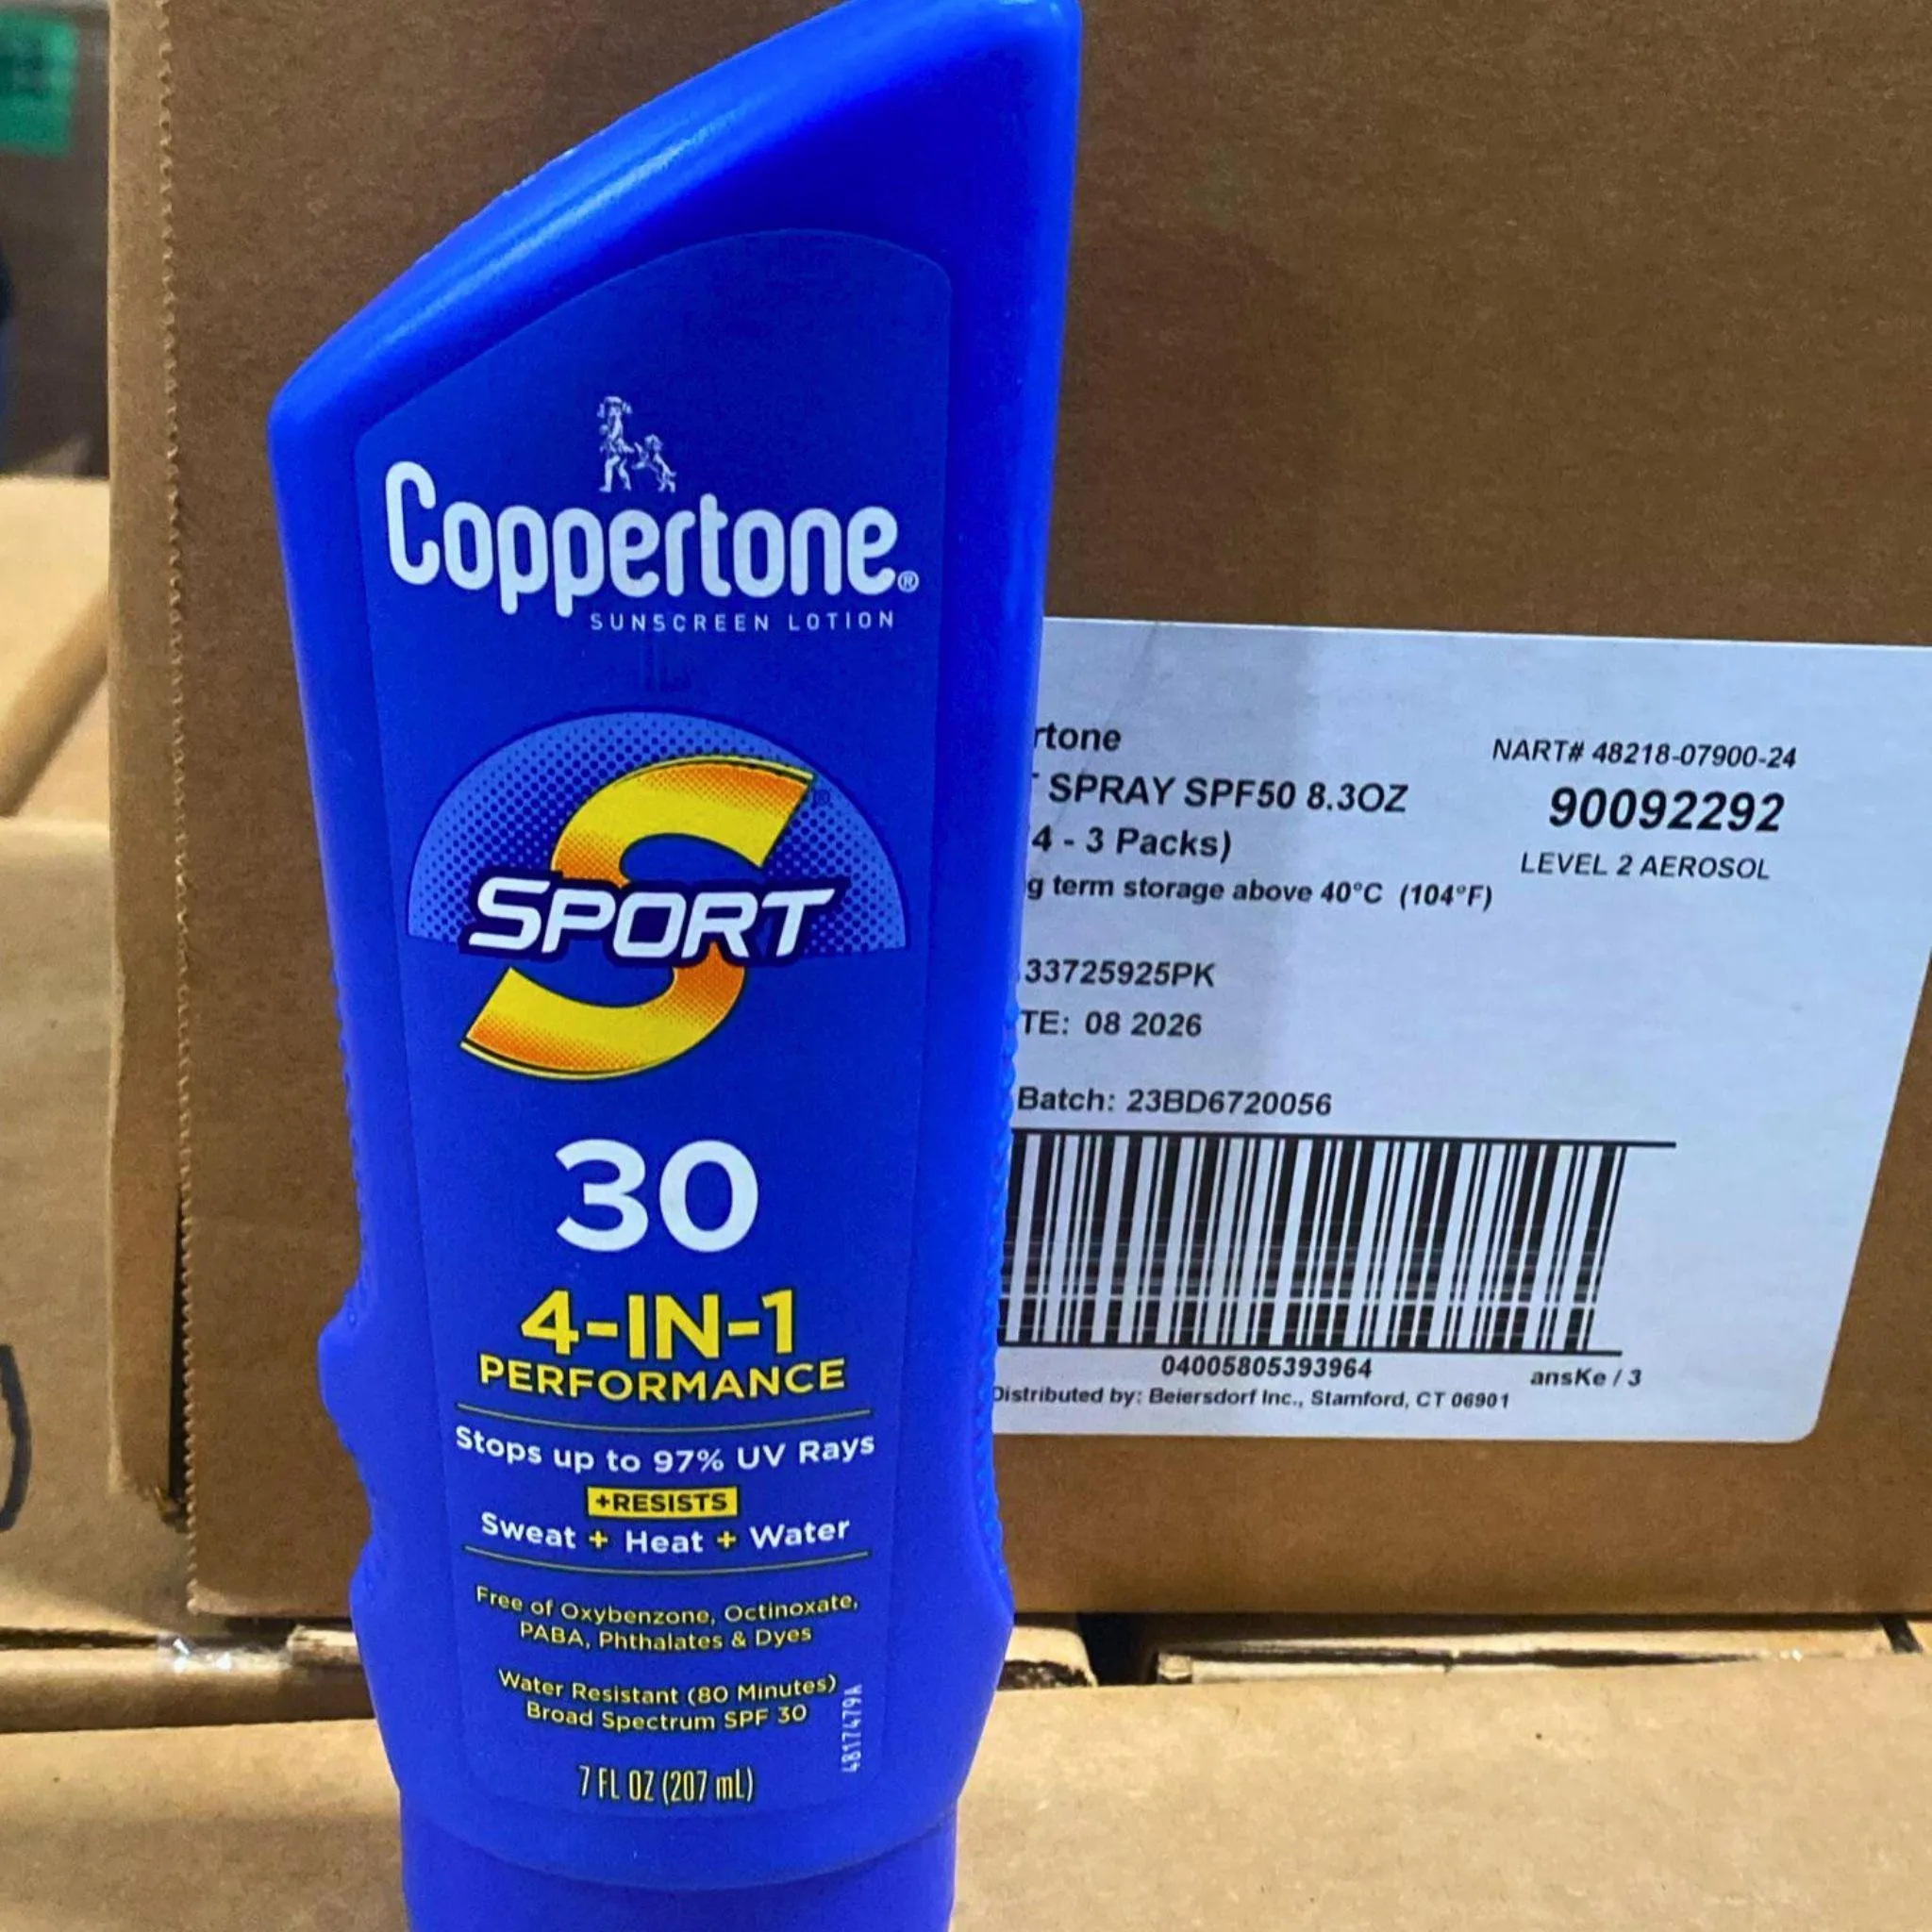 Coppertone®
SUNSCREEN LOTION
SPORT
30
4-IN-1
PERFORMANCE
Stops up to 97% UV Rays
+RESISTS
Sweat + Heat + Water
Free of Oxybenzone, Octinoxate,
PABA, Phthalates & Dyes
Water Resistant (80 Minutes)
Broad Spectrum SPF 30
7 FL OZ (207 mL)
4817479A
rtone
SPRAY SPF50 8.3OZ
4 - 3 Packs)
g term storage above 40°C (104°F)
NART# 48218-07900-24
90092292
LEVEL 2 AEROSOL
33725925PK
TE: 08 2026
Batch: 23BD6720056
04005805393964
ansKe / 3
Distributed by: Beiersdorf Inc., Stamford, CT 06901